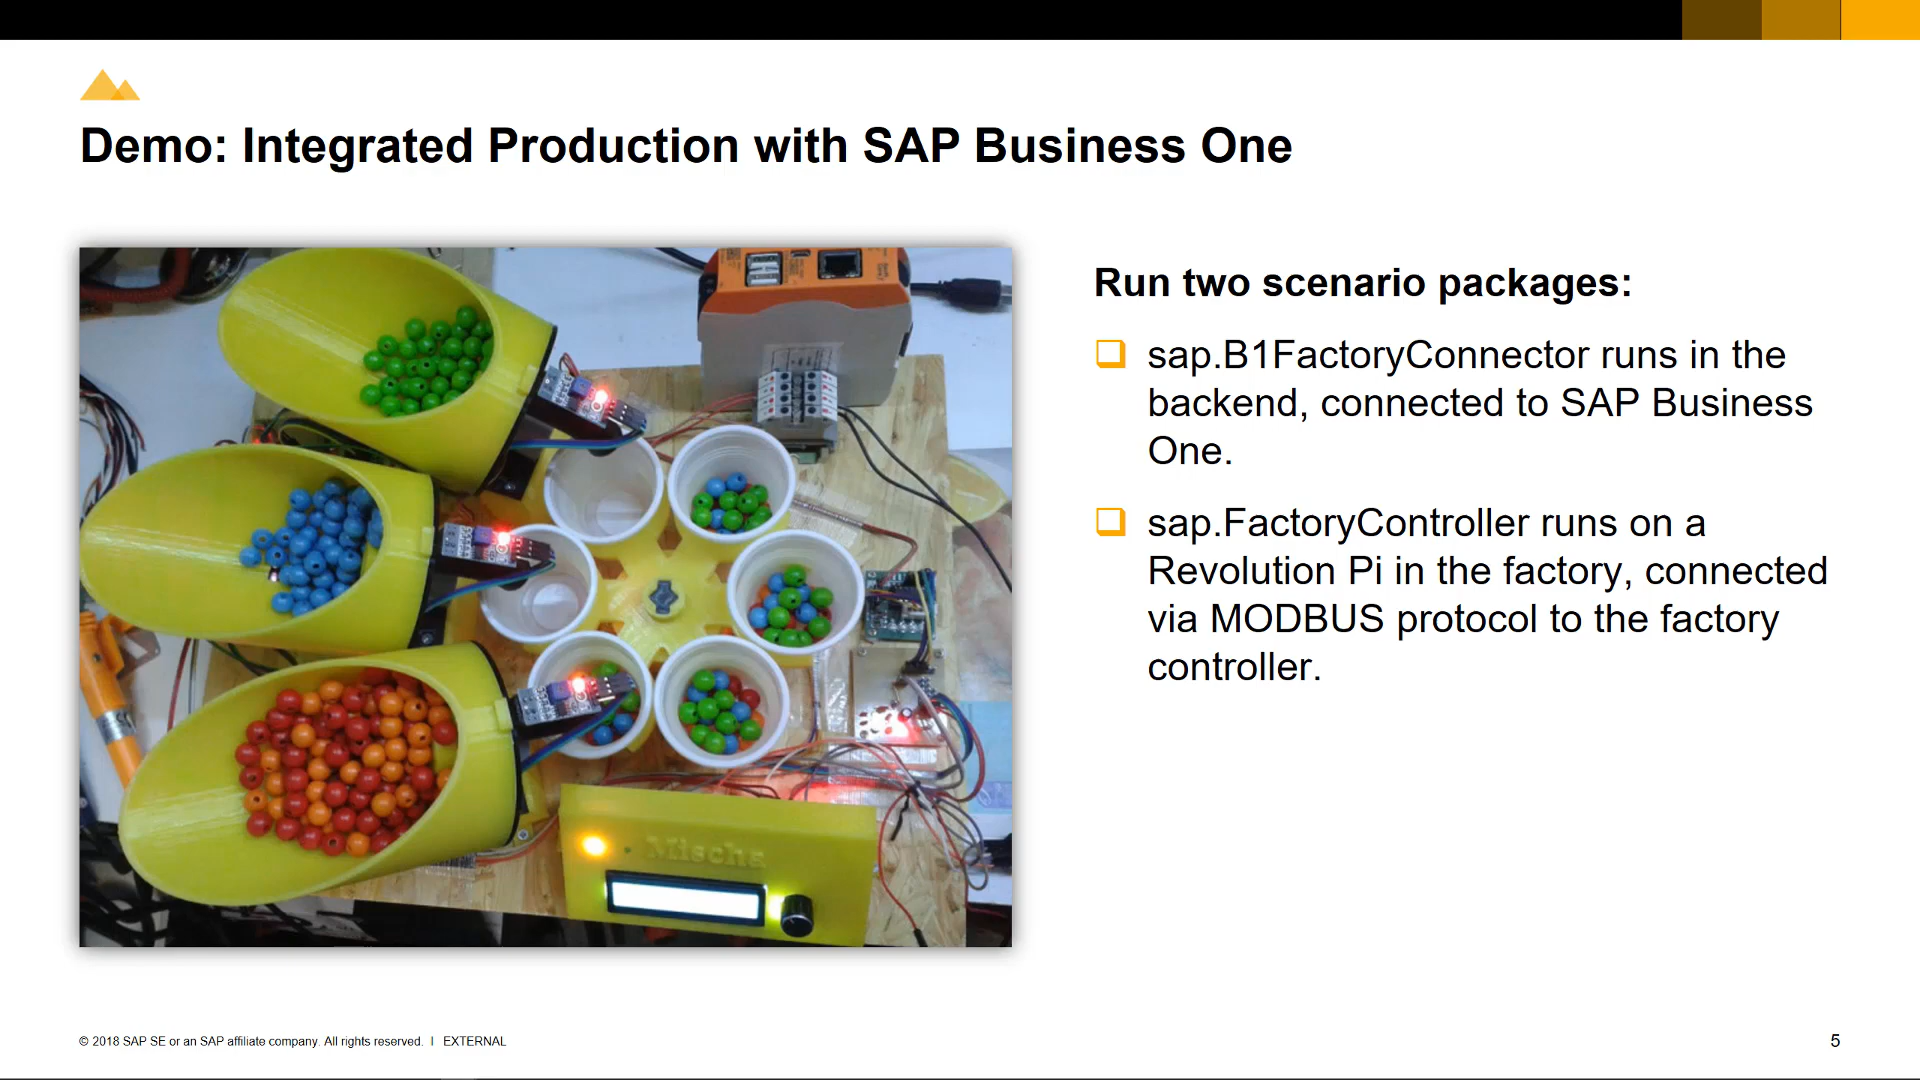 Demo: Integrated Production with SAP Business One
Mischa
Run two scenario packages:
❑ sap.B1FactoryConnector runs in the
backend, connected to SAP Business
One.
❑ sap.FactoryController runs on a
Revolution Pi in the factory, connected
via MODBUS protocol to the factory
controller.
© 2018 SAP SE or an SAP affiliate company. All rights reserved. I EXTERNAL
5